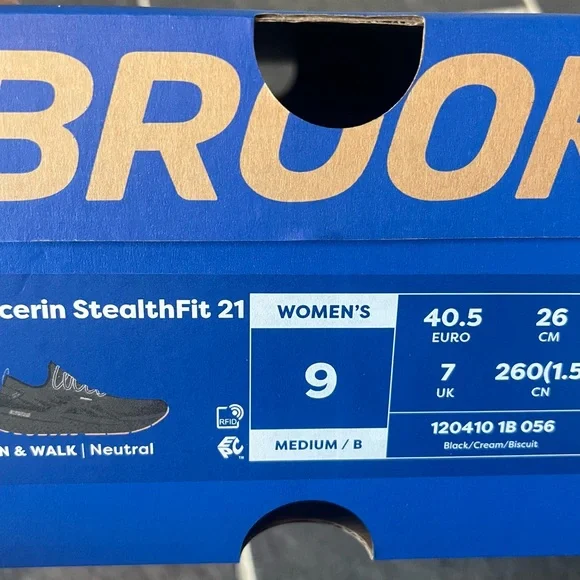 BROOK
cerin StealthFit 21
WOMEN'S
9
MEDIUM / B
40.5
EURO
26
CM
7
UK
260(1.5
CN
120410 1B 056
Black/Cream/Biscuit
RFID
N & WALK | Neutral